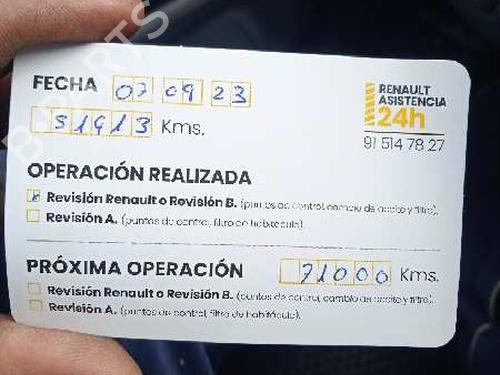 FECHA 07 09 23
51913 Kms.
RENAULT
ASISTENCIA
24h
91 514 78 27
OPERACIÓN REALIZADA
Revisión Renault o Revisión B. (puntos de control, cambio de aceite y filtro).
Revisión A. (puntos de control, filtro de habitáculo).
PRÓXIMA OPERACIÓN 71000 Kms.
Revisión Renault o Revisión B. (puntos de control, cambio de aceite y filtro).
Revisión A. (puntos de control, filtro de habitáculo).